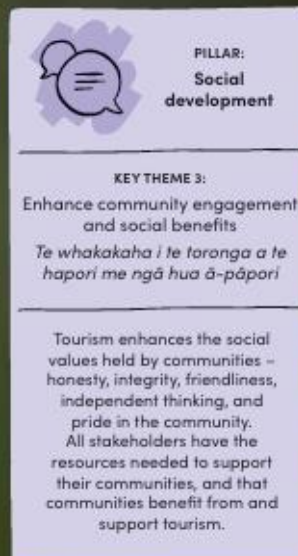 PILLAR:
Social
development
KEY THEME 3:
Enhance community engagement
and social benefits
Te whakakaha i te toronga a te
hapori me ngā hua ā-pāpori
Tourism enhances the social
values held by communities –
honesty, integrity, friendliness,
independent thinking, and
pride in the community.
All stakeholders have the
resources needed to support
their communities, and that
communities benefit from and
support tourism.